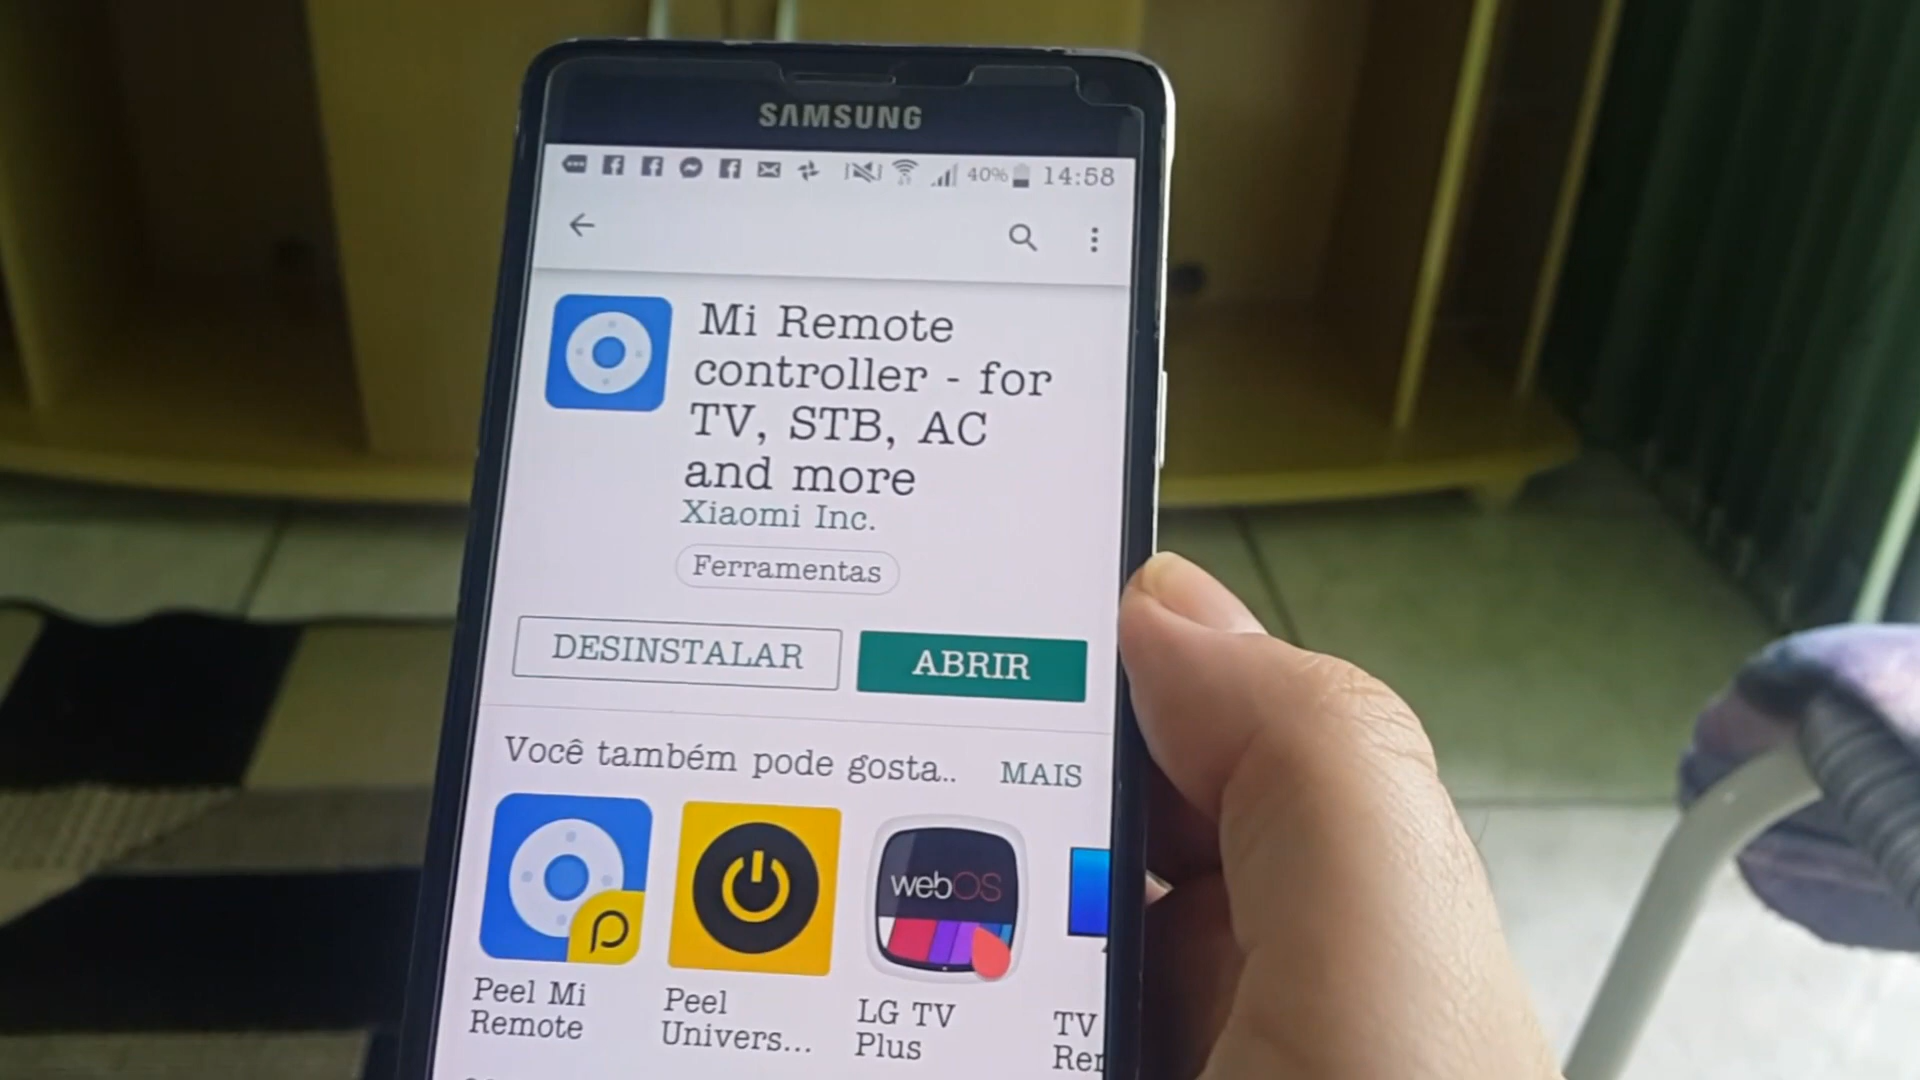 SAMSUNG
40% 14:58
Mi Remote
controller - for
TV, STB, AC
and more
Xiaomi Inc.
Ferramentas
DESINSTALAR
ABRIR
Você também pode gosta..
MAIS
webOS
Peel Mi
Remote
Peel
Univers...
LG TV
Plus
TV